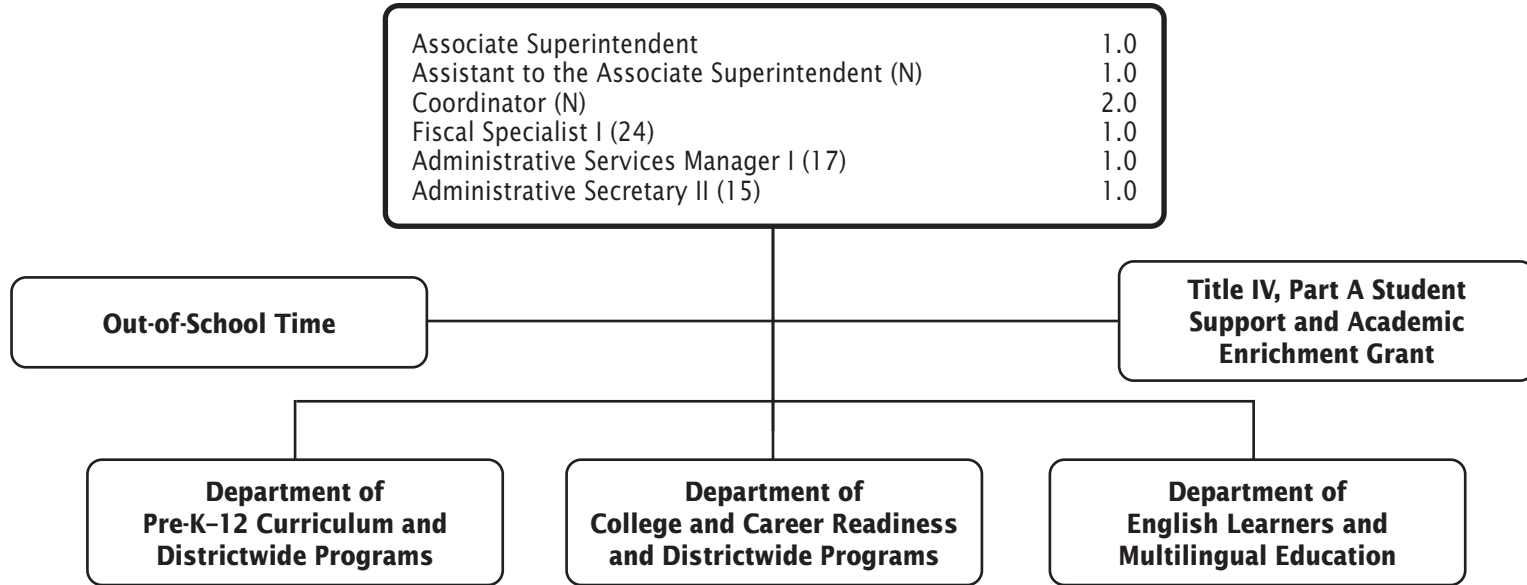 Associate Superintendent 1.0
Assistant to the Associate Superintendent (N) 1.0
Coordinator (N) 2.0
Fiscal Specialist I (24) 1.0
Administrative Services Manager I (17) 1.0
Administrative Secretary II (15) 1.0
Out-of-School Time
Title IV, Part A Student
Support and Academic
Enrichment Grant
Department of
Pre-K–12 Curriculum and
Districtwide Programs
Department of
College and Career Readiness
and Districtwide Programs
Department of
English Learners and
Multilingual Education